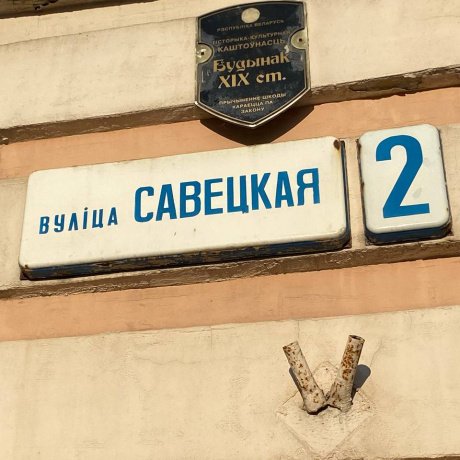 РЭСПУБЛІКА БЕЛАРУСЬ
ГІСТОРЫКА-КУЛЬТУРНАЯ
КАШТОЎНАСЦЬ
Будынак
XIX ст.
ПРЫЧЫНЕННЕ ШКОДЫ
КАРАЕЦЦА ПА
ЗАКОНУ
вуліца САВЕЦКАЯ 2